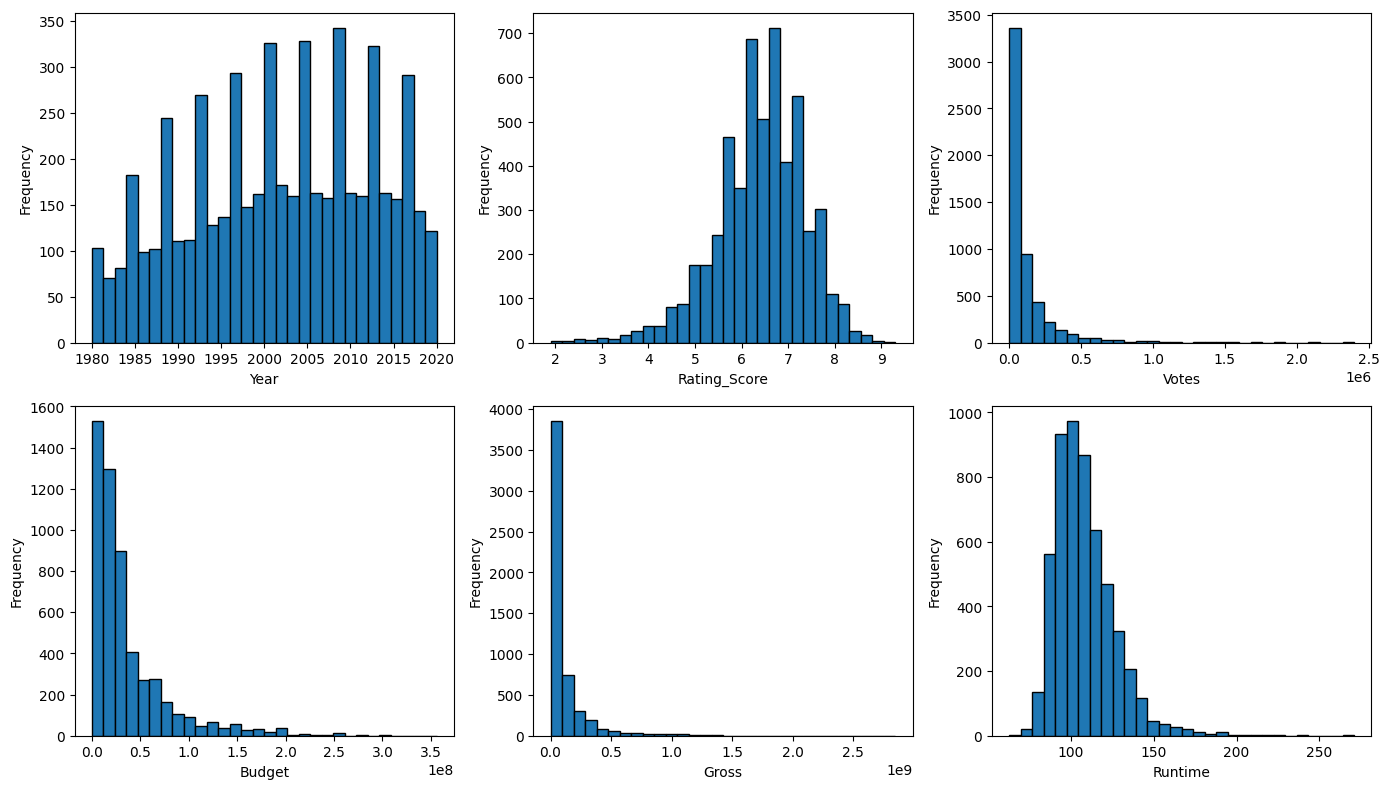 350
300
250
200
150
100
50
0
Frequency
1980 1985 1990 1995 2000 2005 2010 2015 2020
Year
700
600
500
400
300
200
100
0
Frequency
2 3 4 5 6 7 8 9
Rating_Score
3500
3000
2500
2000
1500
1000
500
0
Frequency
0.0 0.5 1.0 1.5 2.0 2.5
1e6
Votes
1600
1400
1200
1000
800
600
400
200
0
Frequency
0.0 0.5 1.0 1.5 2.0 2.5 3.0 3.5
1e8
Budget
4000
3500
3000
2500
2000
1500
1000
500
0
Frequency
0.0 0.5 1.0 1.5 2.0 2.5
1e9
Gross
1000
800
600
400
200
0
Frequency
100 150 200 250
Runtime